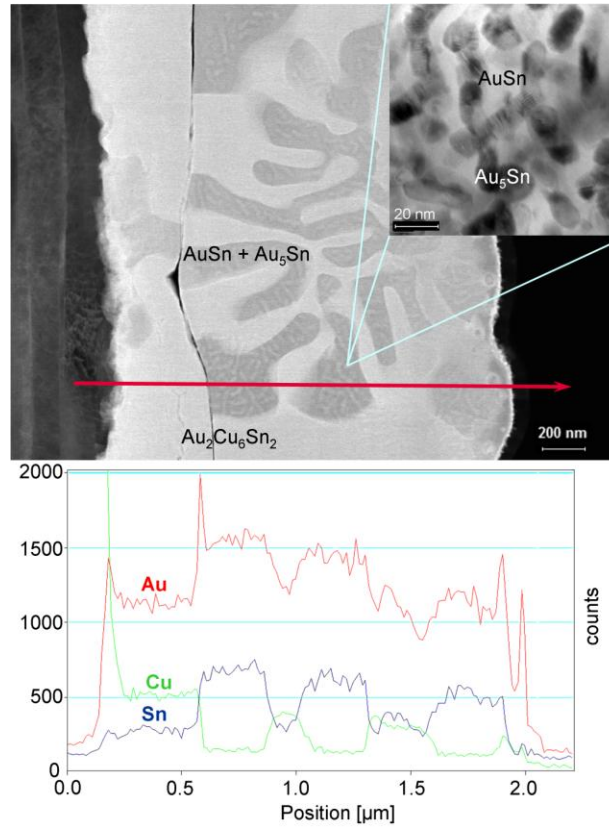 AuSn
Au₅Sn
20 nm
AuSn + Au₅Sn
Au₂Cu₆Sn₂
200 nm
2000
1500
1000
500
0
Au
Cu
Sn
counts
0.0 0.5 1.0 1.5 2.0
Position [µm]